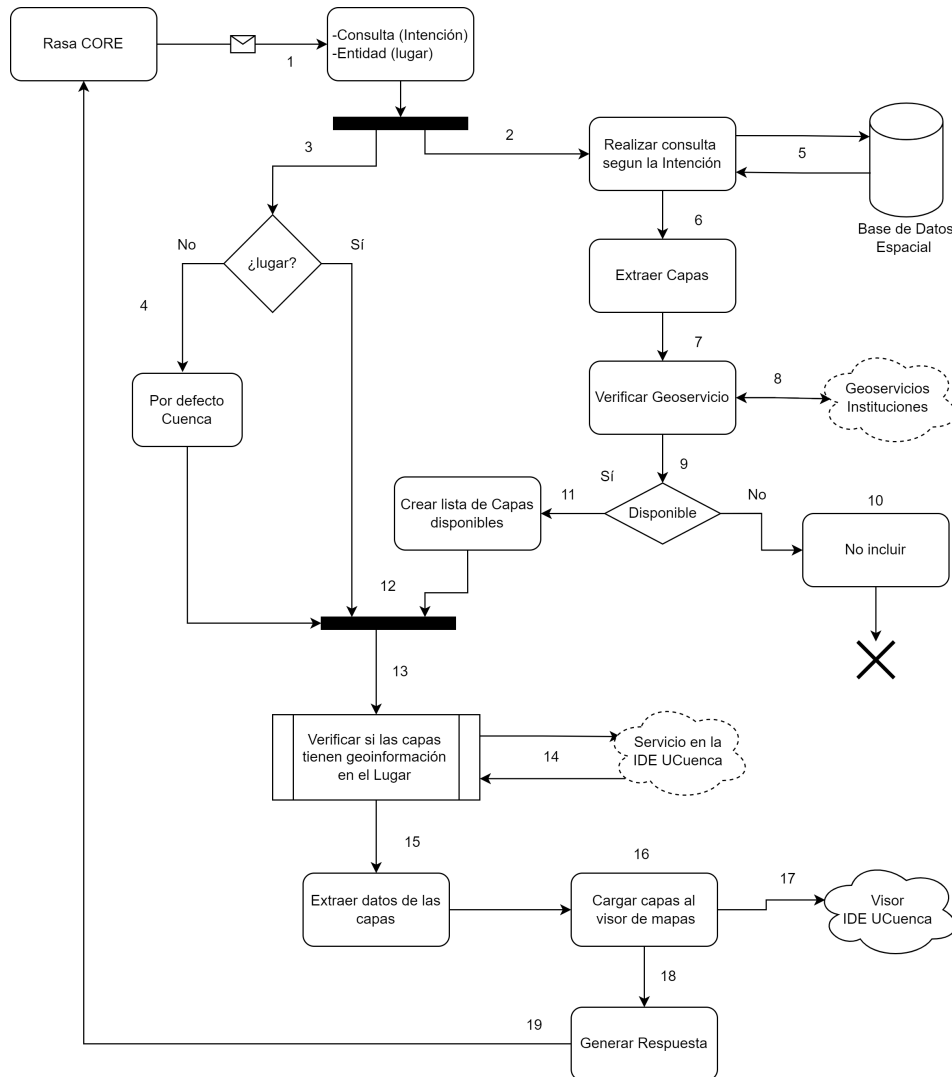 Rasa CORE
1
-Consulta (Intención)
-Entidad (lugar)
3
2
Realizar consulta
segun la Intención
5
Base de Datos
Espacial
No
Sí
¿lugar?
6
Extraer Capas
4
7
Por defecto
Cuenca
Verificar Geoservicio
8
Geoservicios
Instituciones
9
Sí
Crear lista de Capas
disponibles
11
Disponible
No
10
No incluir
12
13
Verificar si las capas
tienen geoinformación
en el Lugar
14
Servicio en la
IDE UCuenca
15
16
17
Extraer datos de las
capas
Cargar capas al
visor de mapas
Visor
IDE UCuenca
18
19
Generar Respuesta